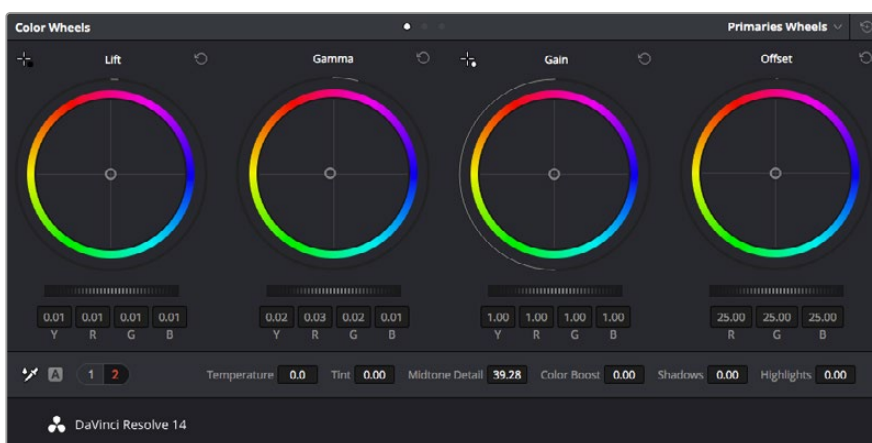 Color Wheels Primaries Wheels
Lift Gamma Gain Offset
0.01 0.01 0.01 0.01 0.02 0.03 0.02 0.01 1.00 1.00 1.00 1.00 25.00 25.00 25.00
Y R G B Y R G B Y R G B R G B
A 1 2 Temperature 0.0 Tint 0.00 Midtone Detail 39.28 Color Boost 0.00 Shadows 0.00 Highlights 0.00
DaVinci Resolve 14